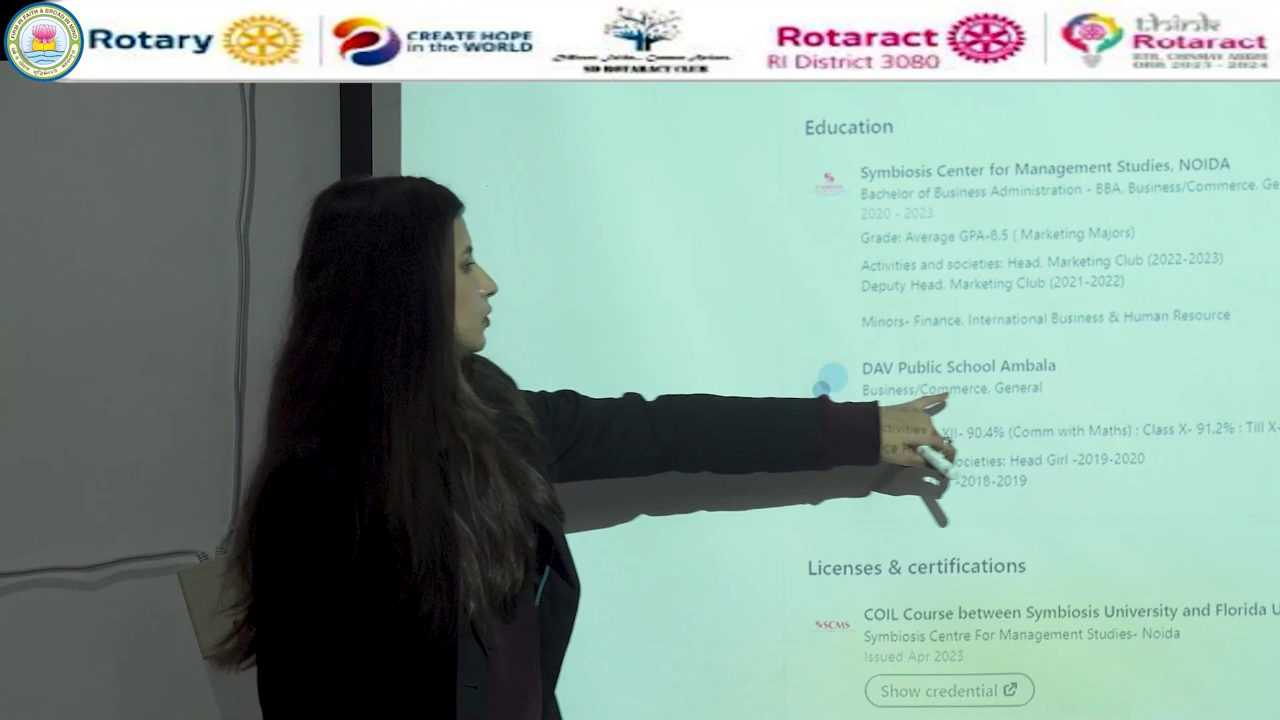 Rotary
CREATE HOPE
in the WORLD
SD ROTARACT CLUB
Rotaract
RI District 3080
think
Rotaract
Education
Symbiosis Center for Management Studies, NOIDA
Bachelor of Business Administration - BBA, Business/Commerce, Ge
2020 - 2023
Grade: Average GPA-8.5 ( Marketing Majors)
Activities and societies: Head, Marketing Club (2022-2023)
Deputy Head, Marketing Club (2021-2022)
Minors- Finance, International Business & Human Resource
DAV Public School Ambala
Business/Commerce, General
XII- 90.4% (Comm with Maths) : Class X- 91.2% : Till X-
ocieties: Head Girl -2019-2020
-2018-2019
Licenses & certifications
COIL Course between Symbiosis University and Florida U
SCMS
Symbiosis Centre For Management Studies- Noida
Issued Apr 2023
Show credential